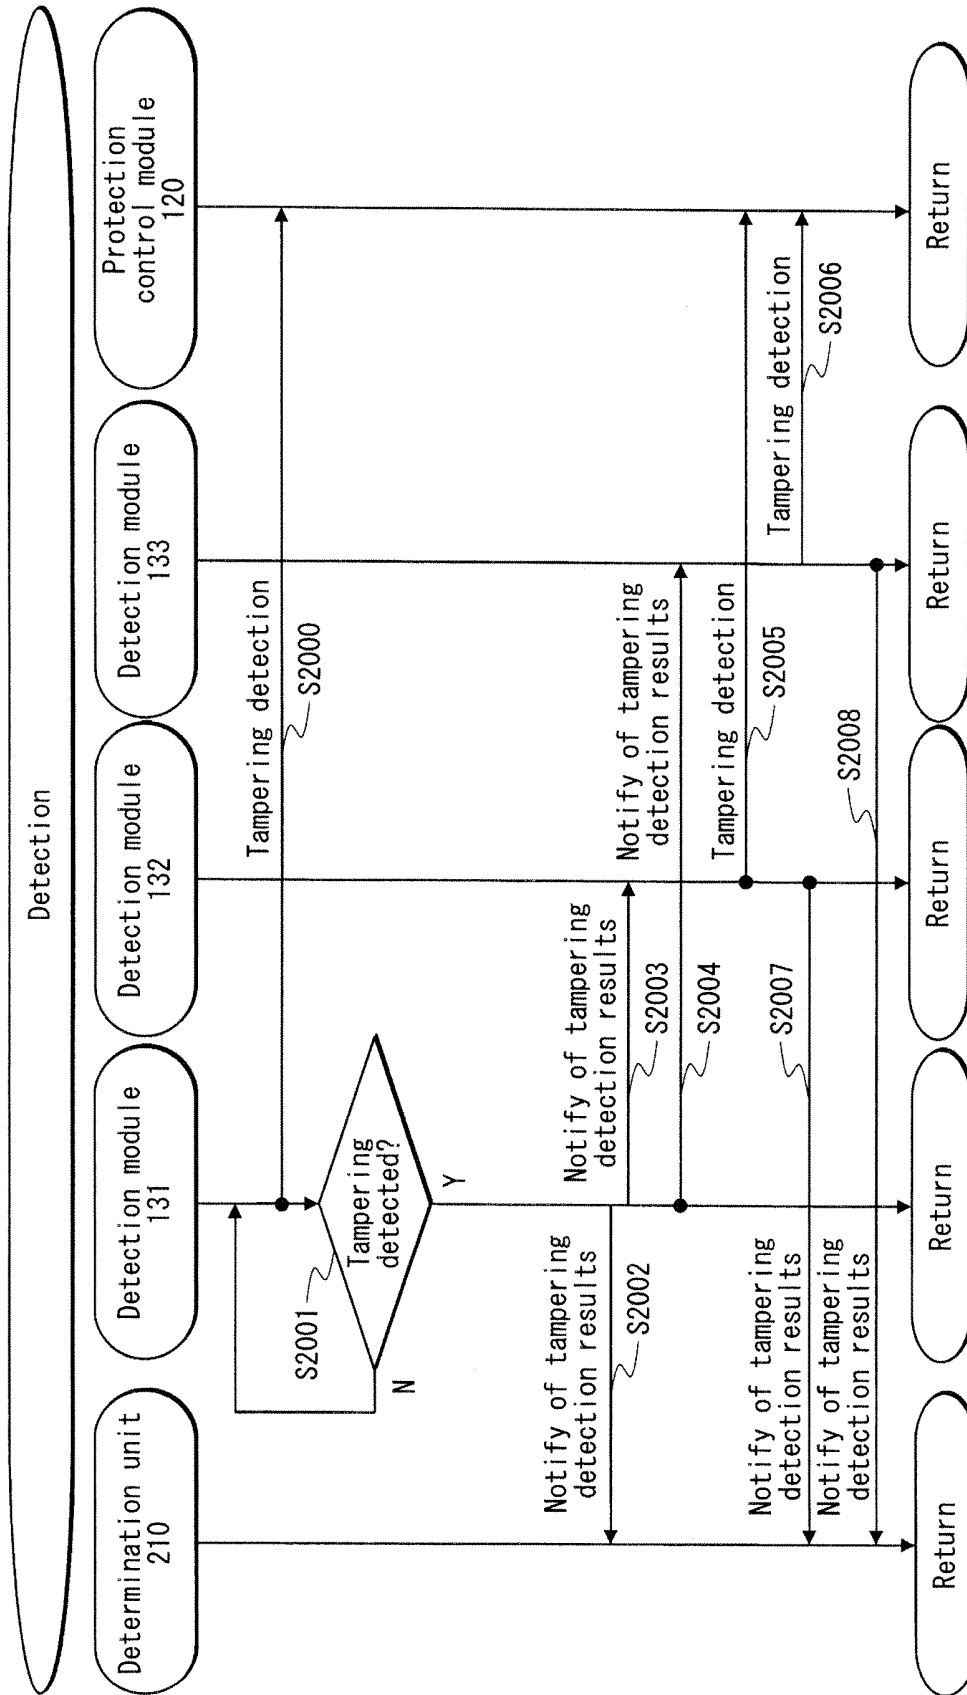 Detection
Determination unit
210
Detection module
131
Detection module
132
Detection module
133
Protection
control module
120
Tampering detection
S2000
S2001
Tampering
detected?
N
Y
Notify of tampering
detection results
S2002
Notify of tampering
detection results
S2003
Notify of tampering
detection results
S2004
Tampering detection
S2005
Tampering detection
S2006
Notify of tampering
detection results
S2007
Notify of tampering
detection results
S2008
Return
Return
Return
Return
Return